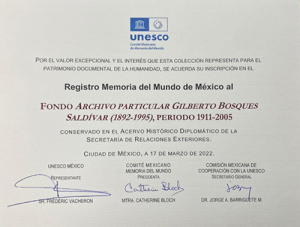 unesco
Comité Mexicano
Memoria del Mundo
POR EL VALOR EXCEPCIONAL Y EL INTERÉS QUE ESTA COLECCIÓN REPRESENTA PARA EL
PATRIMONIO DOCUMENTAL DE LA HUMANIDAD, SE ACUERDA SU INSCRIPCIÓN EN EL
Registro Memoria del Mundo de México al
FONDO ARCHIVO PARTICULAR GILBERTO BOSQUES
SALDÍVAR (1892-1995), PERIODO 1911-2005
CONSERVADO EN EL ACERVO HISTÓRICO DIPLOMÁTICO DE LA
SECRETARÍA DE RELACIONES EXTERIORES.
CIUDAD DE MÉXICO, A 17 DE MARZO DE 2022.
UNESCO MÉXICO
REPRESENTANTE
DR. FRÉDÉRIC VACHERON
COMITÉ MEXICANO
MEMORIA DEL MUNDO
PRESIDENTA
Catherine Bloch
MTRA. CATHERINE BLOCH
COMISIÓN MEXICANA DE
COOPERACIÓN CON LA UNESCO
SECRETARIO GENERAL
DR. JORGE A. BARRIGUETE M.